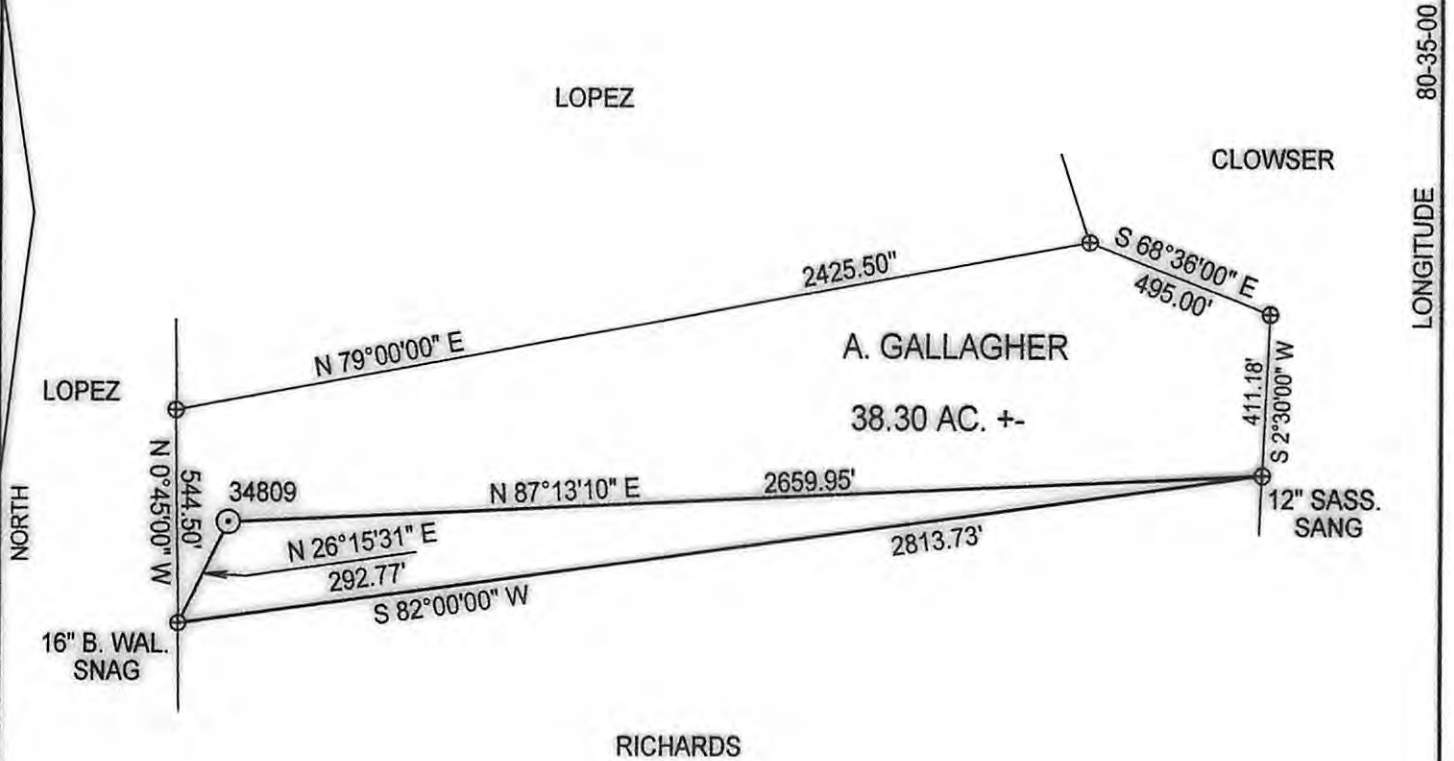 80-35-00
LONGITUDE
LOPEZ
CLOWSER
S 68°36'00" E
495.00'
2425.50"
N 79°00'00" E
A. GALLAGHER
38.30 AC. +-
411.18'
S 2°30'00" W
LOPEZ
N 0°45'00" W
544.50'
34809
N 87°13'10" E
2659.95'
12" SASS.
SANG
NORTH
N 26°15'31" E
292.77'
2813.73'
S 82°00'00" W
16" B. WAL.
SNAG
RICHARDS